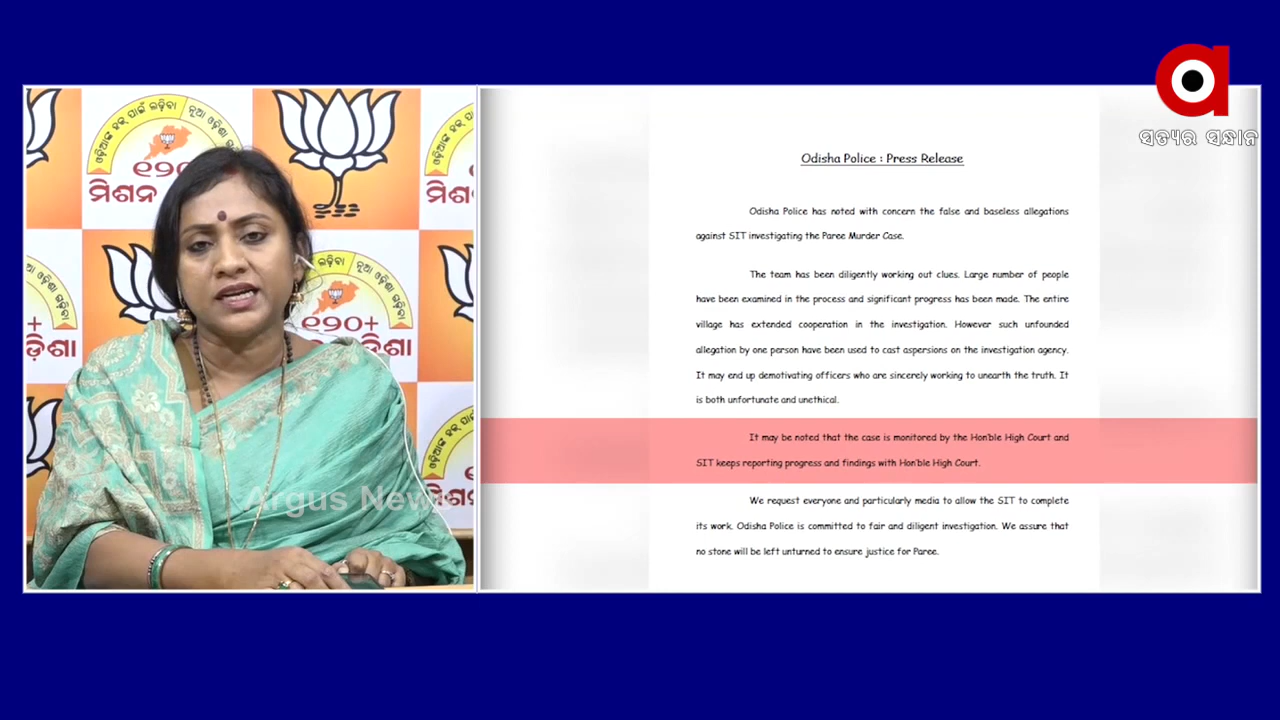 ସତ୍ୟର ସନ୍ଧାନ
ଓଡ଼ିଆଙ୍କ ହକ୍ ପାଇଁ ଲଢ଼ିବା
ନୂଆ ଓଡ଼ିଶା
୧୨୦
ମିଶନ
ନୂଆ ଓଡ଼ିଶା ଗଢ଼ିବା
୧୨୦+
ଡ଼ିଶା
Argus News
Odisha Police : Press Release
Odisha Police has noted with concern the false and baseless allegations
against SIT investigating the Paree Murder Case.
The team has been diligently working out clues. Large number of people
have been examined in the process and significant progress has been made. The entire
village has extended cooperation in the investigation. However such unfounded
allegation by one person have been used to cast aspersions on the investigation agency.
It may end up demotivating officers who are sincerely working to unearth the truth. It
is both unfortunate and unethical.
It may be noted that the case is monitored by the Hon'ble High Court and
SIT keeps reporting progress and findings with Hon'ble High Court.
We request everyone and particularly media to allow the SIT to complete
its work. Odisha Police is committed to fair and diligent investigation. We assure that
no stone will be left unturned to ensure justice for Paree.